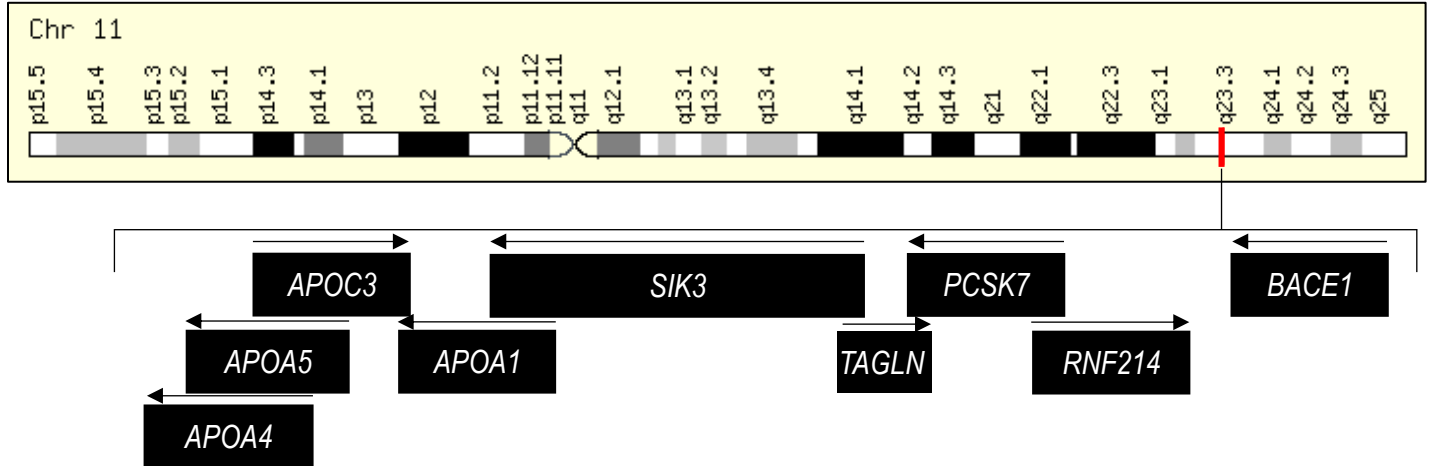 Chr 11
p15.5 p15.4 p15.3 p15.2 p15.1 p14.3 p14.1 p13 p12 p11.2 p11.12 p11.11 q11 q12.1 q13.1 q13.2 q13.4 q14.1 q14.2 q14.3 q21 q22.1 q22.3 q23.1 q23.3 q24.1 q24.2 q24.3 q25
APOC3 SIK3 PCSK7 BACE1
APOA5 APOA1 TAGLN RNF214
APOA4